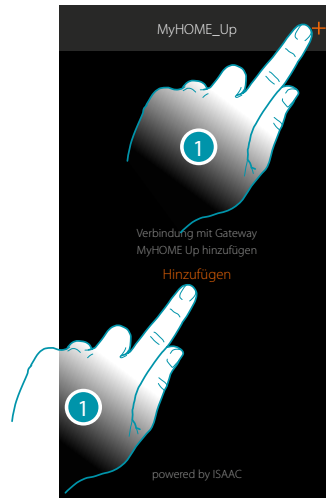 MyHOME_Up
+
1
Verbindung mit Gateway
MyHOME Up hinzufügen
Hinzufügen
1
powered by ISAAC